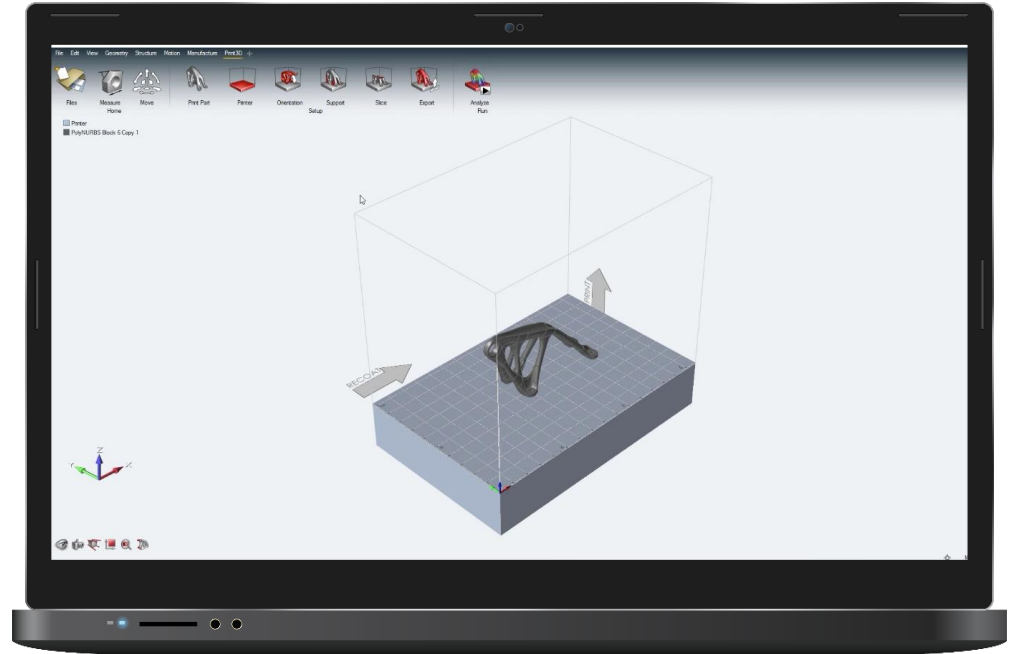 File Edit View Geometry Structure Motion Manufacture Print3D +
Files Measure Move Print Part Printer Orientation Support Slice Export Analyze
Home Setup Run
Printer
PolyNURBS Block 6 Copy 1
PRINT
RECOAT
Z
Y X